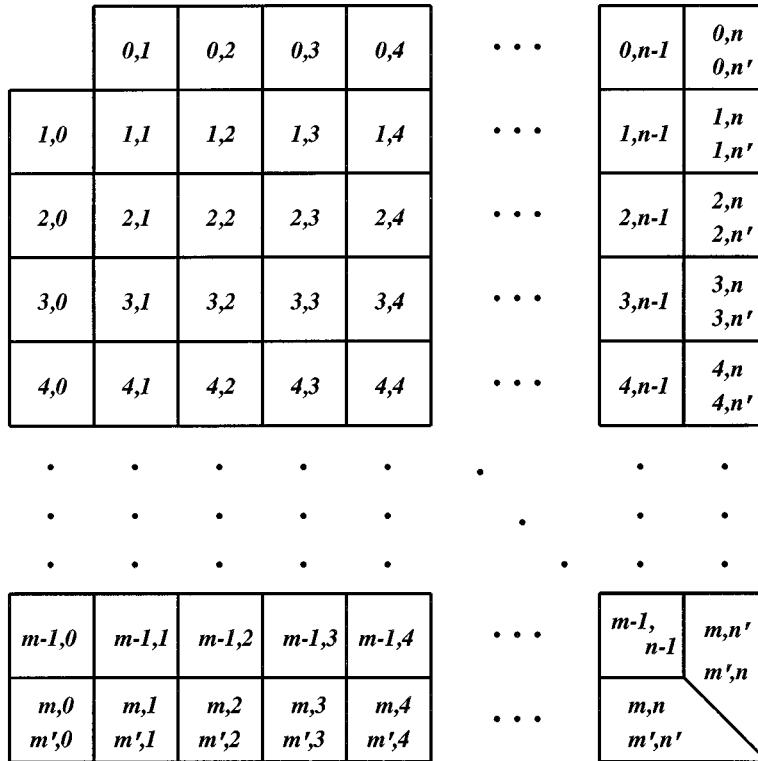 0,1 0,2 0,3 0,4 ··· 0,n-1 0,n
0,n'
1,0 1,1 1,2 1,3 1,4 ··· 1,n-1 1,n
1,n'
2,0 2,1 2,2 2,3 2,4 ··· 2,n-1 2,n
2,n'
3,0 3,1 3,2 3,3 3,4 ··· 3,n-1 3,n
3,n'
4,0 4,1 4,2 4,3 4,4 ··· 4,n-1 4,n
4,n'
m-1,0 m-1,1 m-1,2 m-1,3 m-1,4 ··· m-1, m,n'
n-1 m',n
m,0 m,1 m,2 m,3 m,4 ··· m,n
m',0 m',1 m',2 m',3 m',4 m',n'